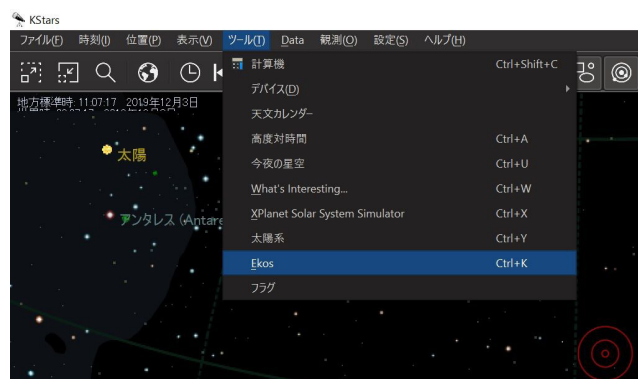 KStars
ファイル(F) 時刻(I) 位置(P) 表示(V) ツール(T) Data 観測(O) 設定(S) ヘルプ(H)
計算機 Ctrl+Shift+C
デバイス(D)
天文カレンダー
高度対時間 Ctrl+A
今夜の星空 Ctrl+U
What's Interesting... Ctrl+W
XPlanet Solar System Simulator Ctrl+X
太陽系 Ctrl+Y
Ekos Ctrl+K
フラグ
地方標準時: 11:07:17 2019年12月3日
太陽
アンタレス (Antare